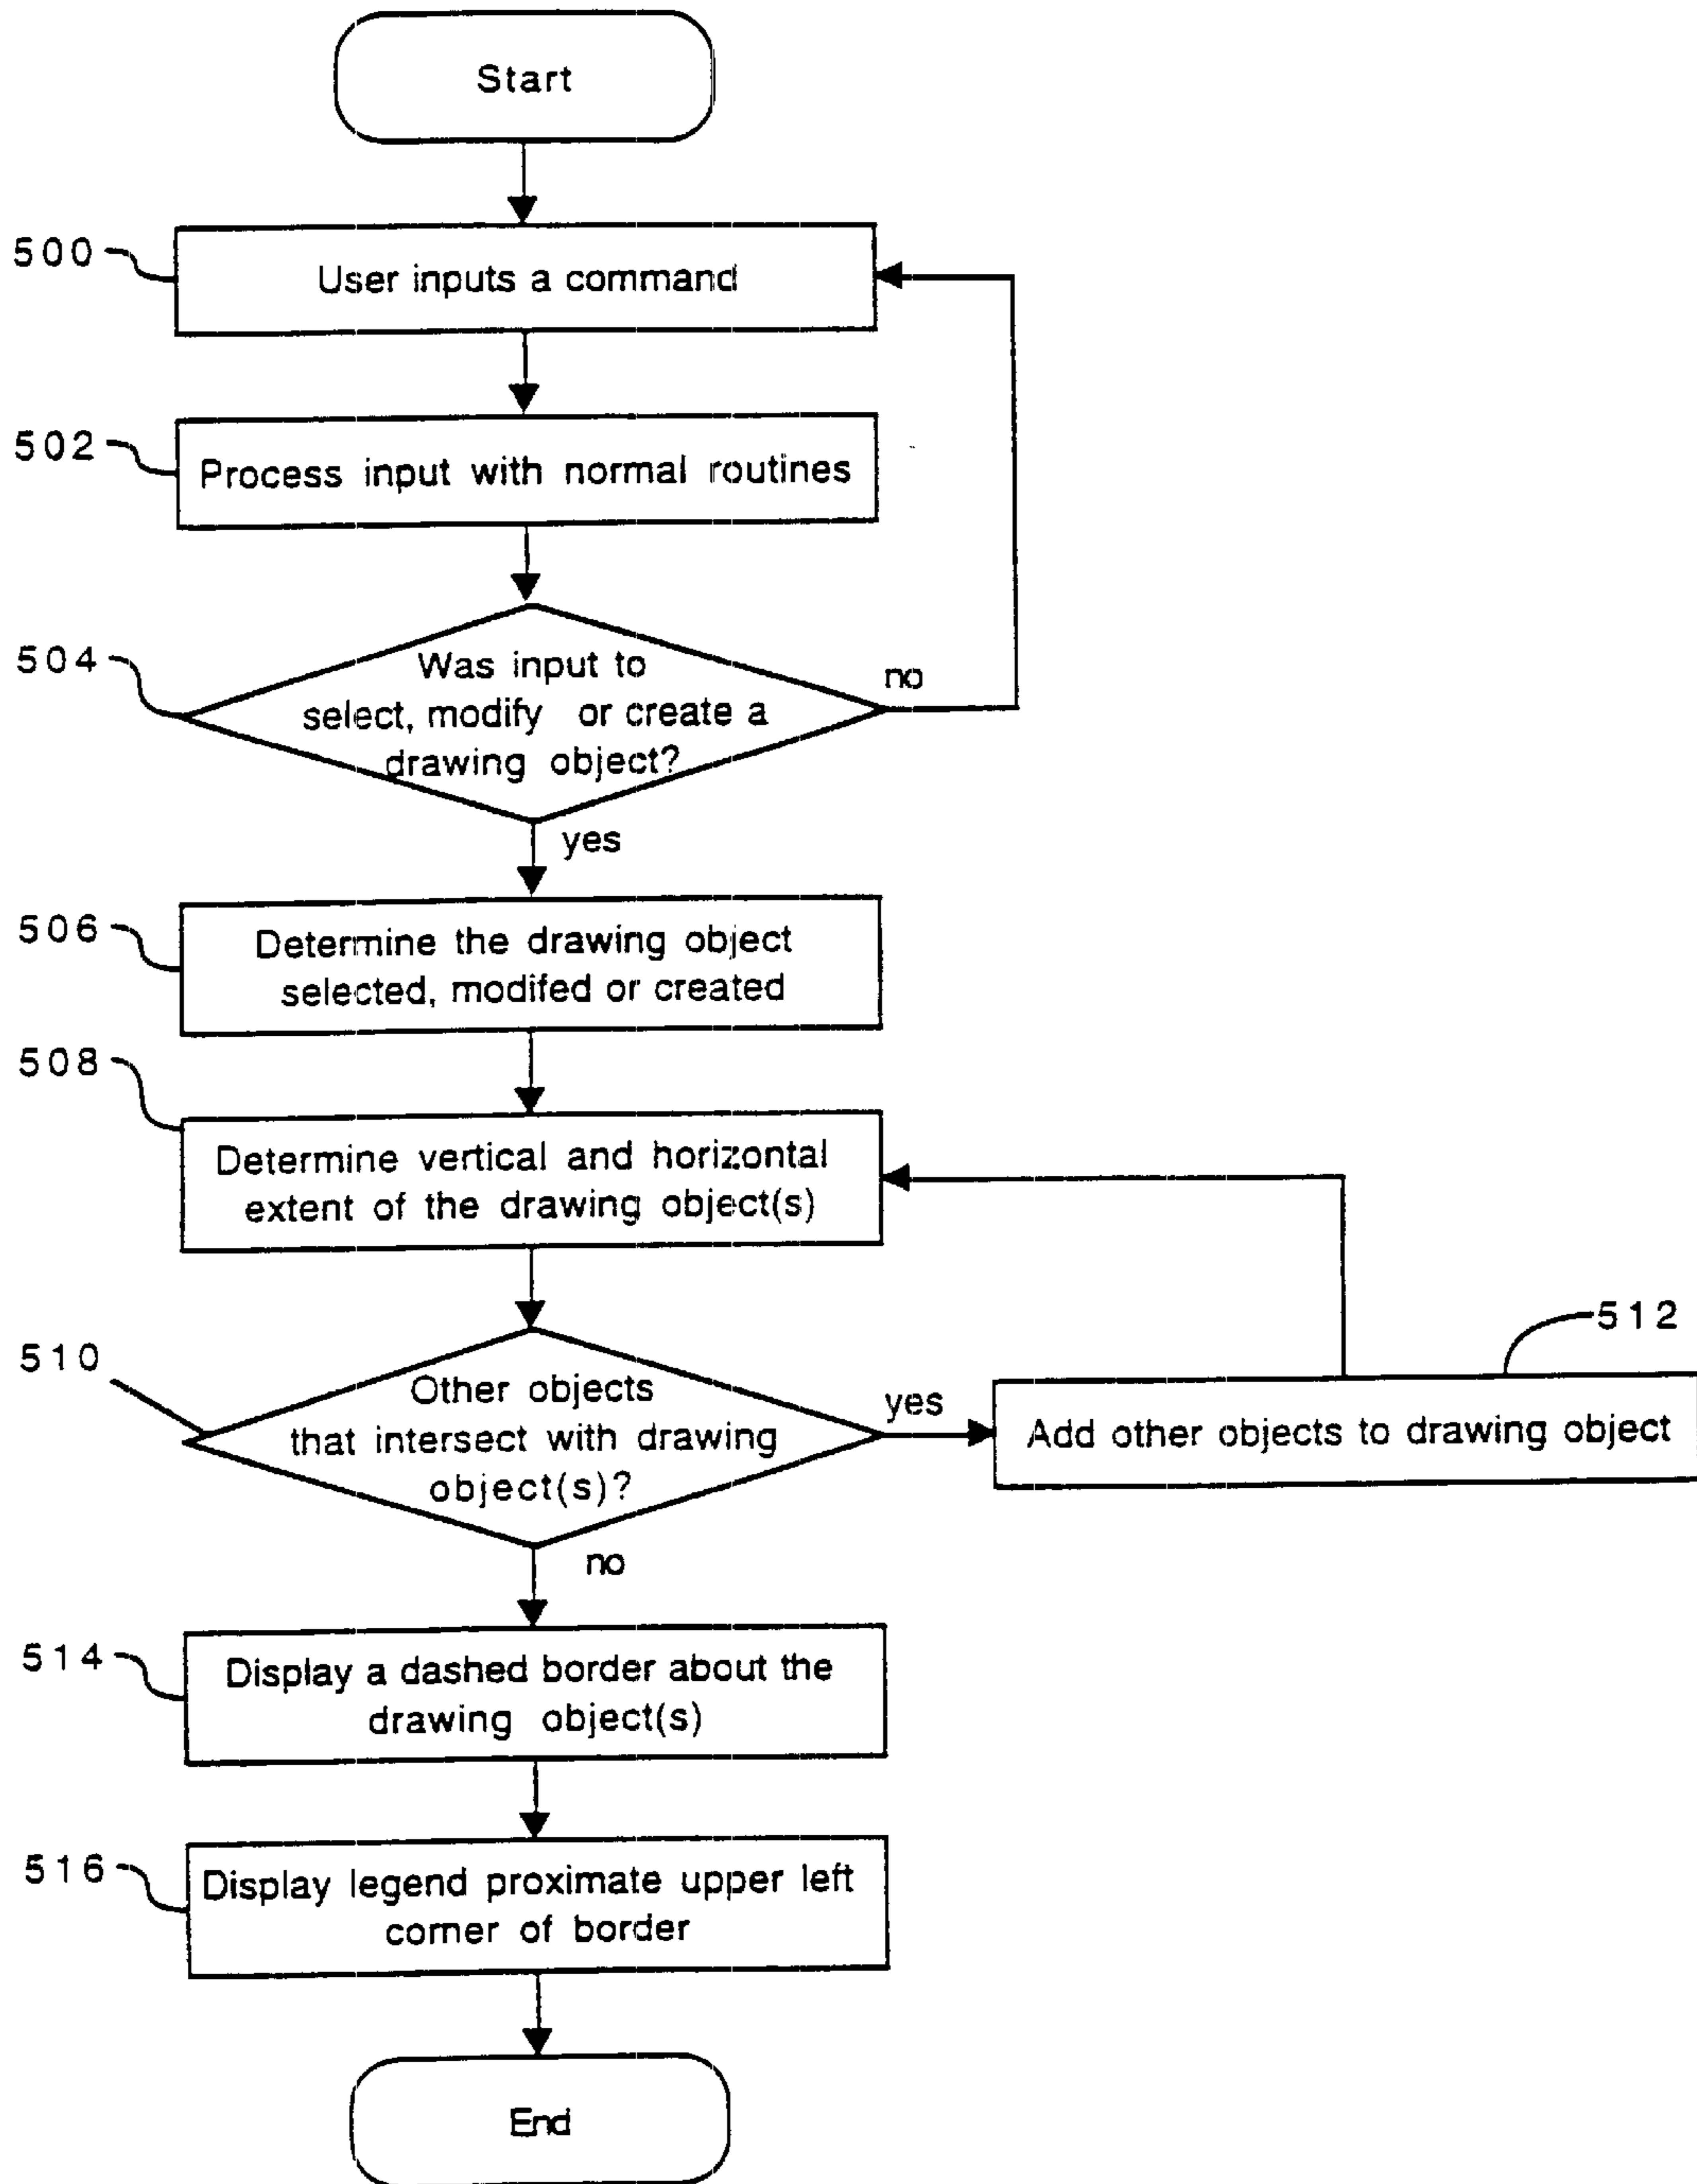 Start
500
User inputs a command
502
Process input with normal routines
504
Was input to
select, modify or create a
drawing object?
no
yes
506
Determine the drawing object
selected, modifed or created
508
Determine vertical and horizontal
extent of the drawing object(s)
510
Other objects
that intersect with drawing
object(s)?
yes
512
Add other objects to drawing object
no
514
Display a dashed border about the
drawing object(s)
516
Display legend proximate upper left
corner of border
End